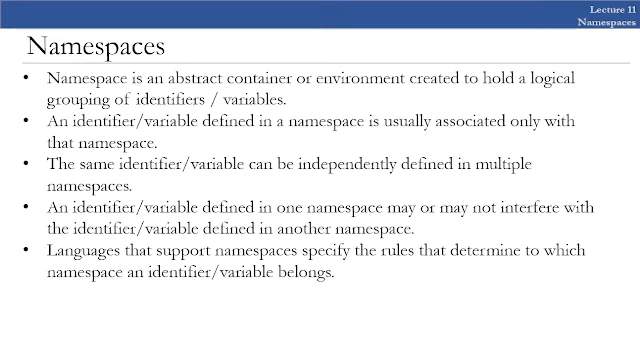 Lecture 11
Namespaces
Namespaces
• Namespace is an abstract container or environment created to hold a logical
grouping of identifiers / variables.
• An identifier/variable defined in a namespace is usually associated only with
that namespace.
• The same identifier/variable can be independently defined in multiple
namespaces.
• An identifier/variable defined in one namespace may or may not interfere with
the identifier/variable defined in another namespace.
• Languages that support namespaces specify the rules that determine to which
namespace an identifier/variable belongs.